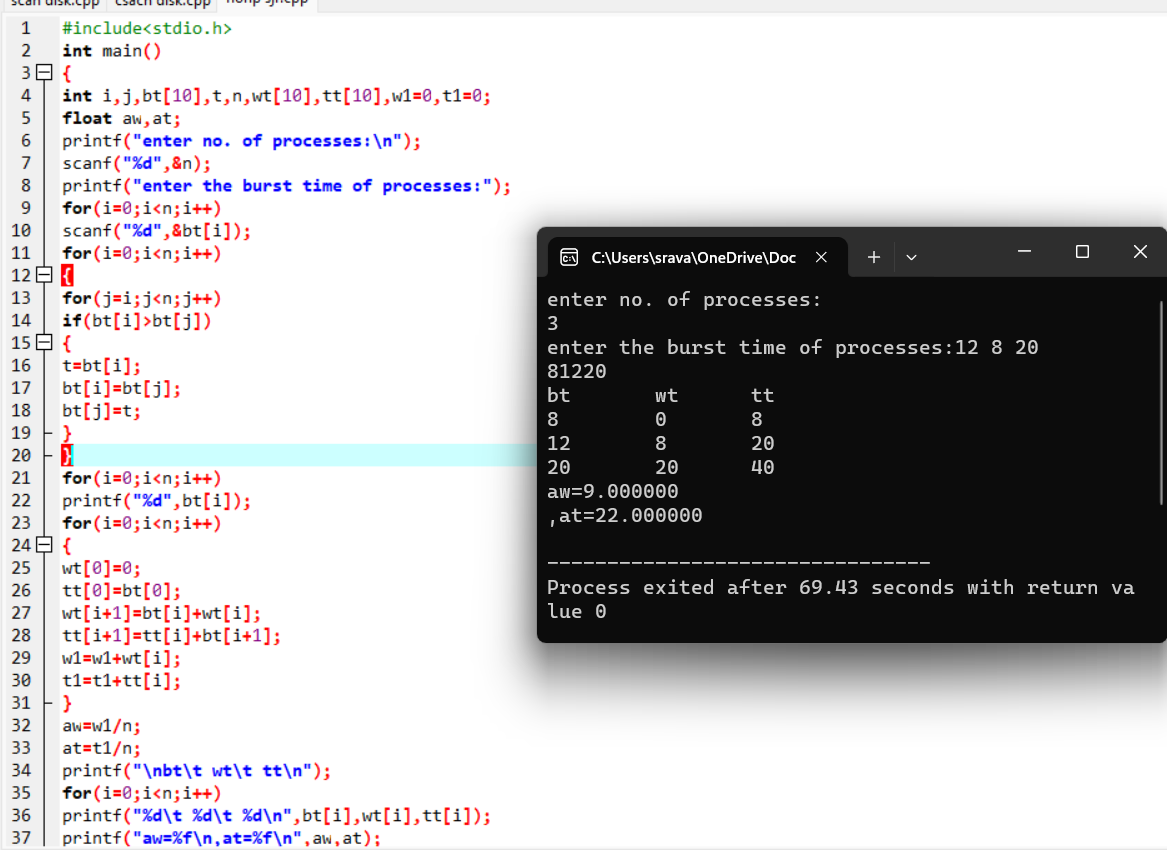 scan disk.cpp csacn disk.cpp nonp sjf.cpp
1 #include<stdio.h>
2 int main()
3 {
4 int i,j,bt[10],t,n,wt[10],tt[10],w1=0,t1=0;
5 float aw,at;
6 printf("enter no. of processes:\n");
7 scanf("%d",&n);
8 printf("enter the burst time of processes:");
9 for(i=0;i<n;i++)
10 scanf("%d",&bt[i]);
11 for(i=0;i<n;i++)
12 {
13 for(j=i;j<n;j++)
14 if(bt[i]>bt[j])
15 {
16 t=bt[i];
17 bt[i]=bt[j];
18 bt[j]=t;
19 }
20 }
21 for(i=0;i<n;i++)
22 printf("%d",bt[i]);
23 for(i=0;i<n;i++)
24 {
25 wt[0]=0;
26 tt[0]=bt[0];
27 wt[i+1]=bt[i]+wt[i];
28 tt[i+1]=tt[i]+bt[i+1];
29 w1=w1+wt[i];
30 t1=t1+tt[i];
31 }
32 aw=w1/n;
33 at=t1/n;
34 printf("\nbt\t wt\t tt\n");
35 for(i=0;i<n;i++)
36 printf("%d\t %d\t %d\n",bt[i],wt[i],tt[i]);
37 printf("aw=%f\n,at=%f\n",aw,at);
C:\Users\srava\OneDrive\Doc
enter no. of processes:
3
enter the burst time of processes:12 8 20
81220
bt wt tt
8 0 8
12 8 20
20 20 40
aw=9.000000
,at=22.000000
--------------------------------
Process exited after 69.43 seconds with return va
lue 0